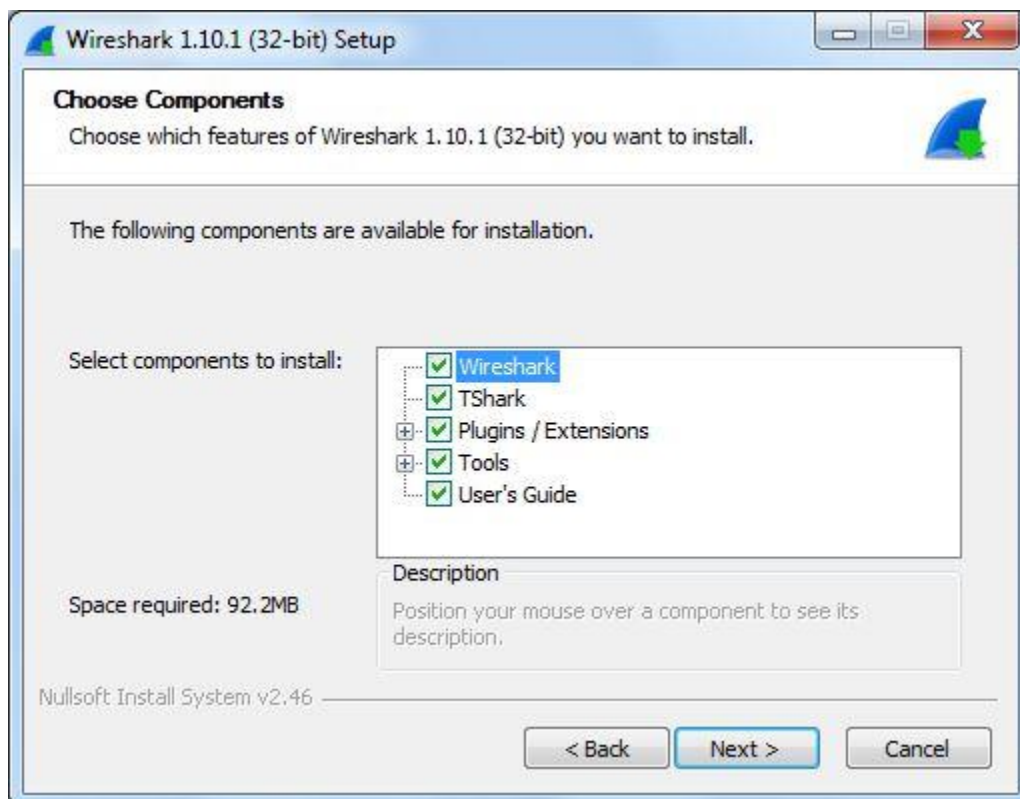 Wireshark 1.10.1 (32-bit) Setup
Choose Components
Choose which features of Wireshark 1.10.1 (32-bit) you want to install.
The following components are available for installation.
Select components to install:
Wireshark
TShark
Plugins / Extensions
Tools
User's Guide
Space required: 92.2MB
Description
Position your mouse over a component to see its
description.
Nullsoft Install System v2.46
< Back
Next >
Cancel